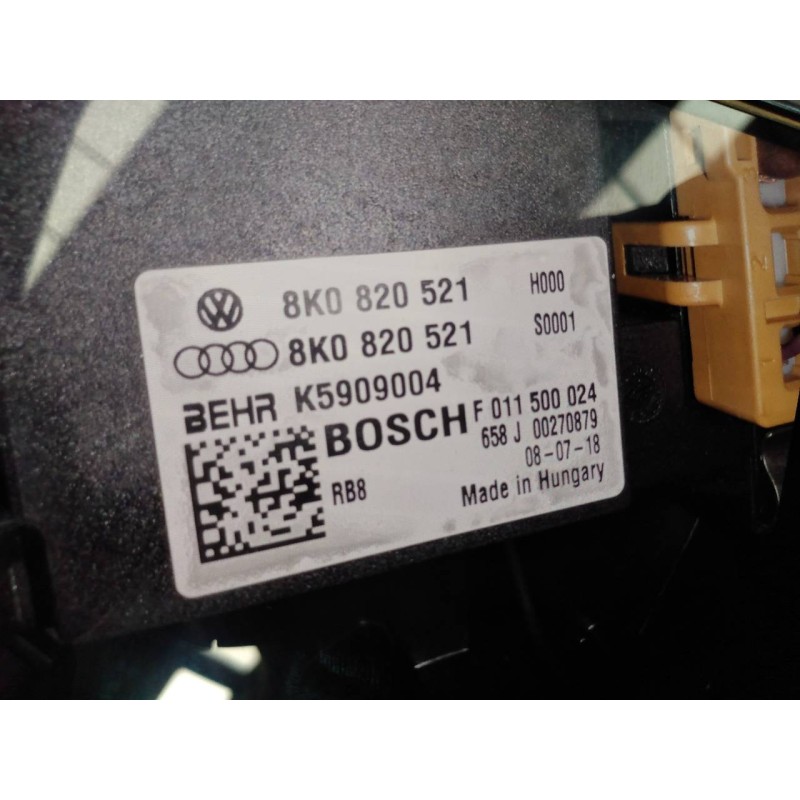 8K0 820 521 H000
8K0 820 521 S0001
BEHR K5909004
BOSCH F 011 500 024
658 J 00270879
08-07-18
RB8 Made in Hungary